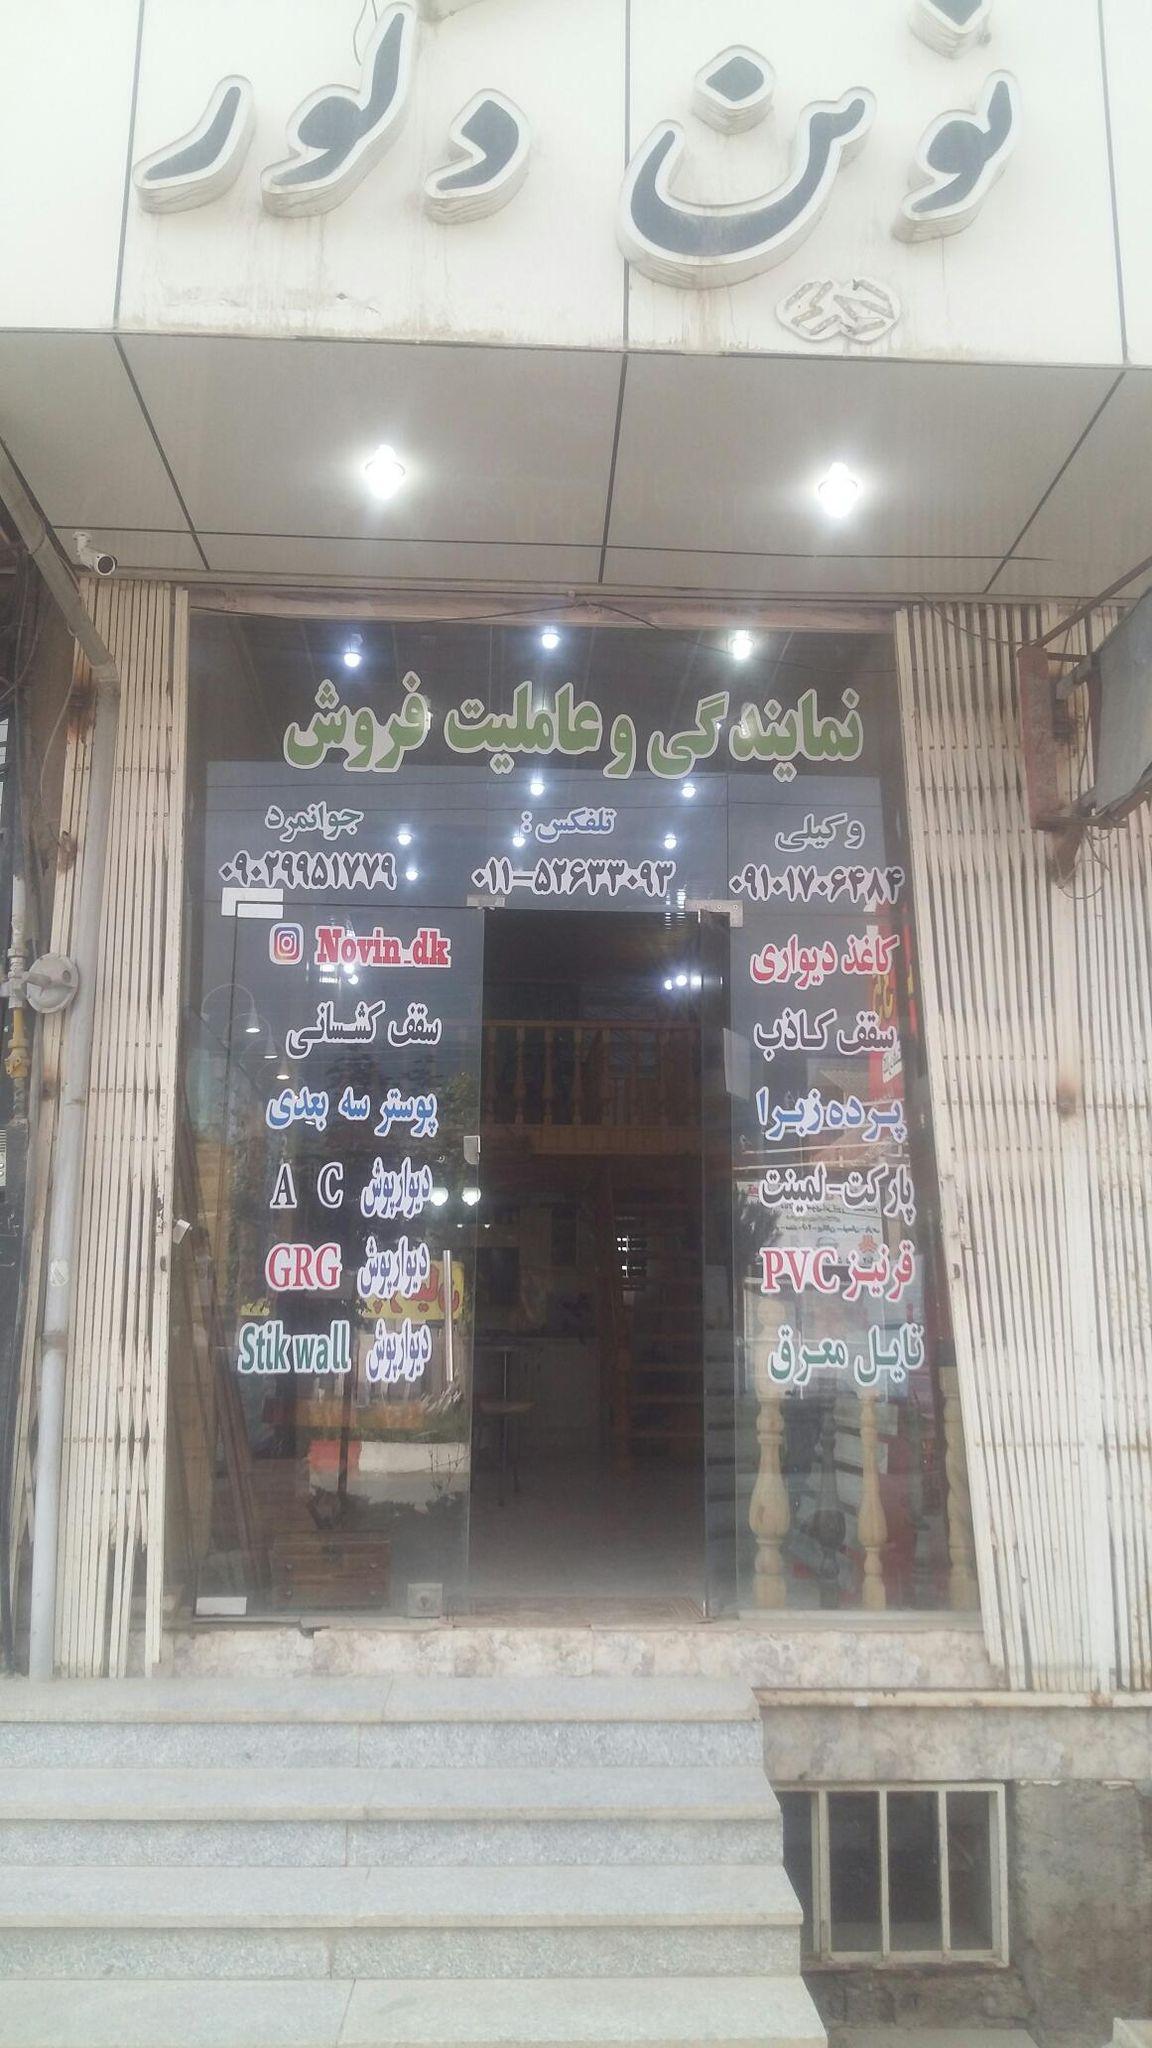 نوین دکور
نمایندگی و عاملیت فروش
وکیلی
۰۹۱۰۱۷۰۶۴۸۴
تلفکس :
۰۱۱-۵۲۶۳۳۰۹۳
جوانمرد
۰۹۰۲۹۹۵۱۷۷۹
کاغذ دیواری
سقف کاذب
پرده زبرا
پارکت-لمینت
قرنیز PVC
تایل معرق
Novin_dk
سقف کشسانی
پوستر سه بعدی
دیوارپوش A C
دیوارپوش GRG
دیوارپوش Stik wall